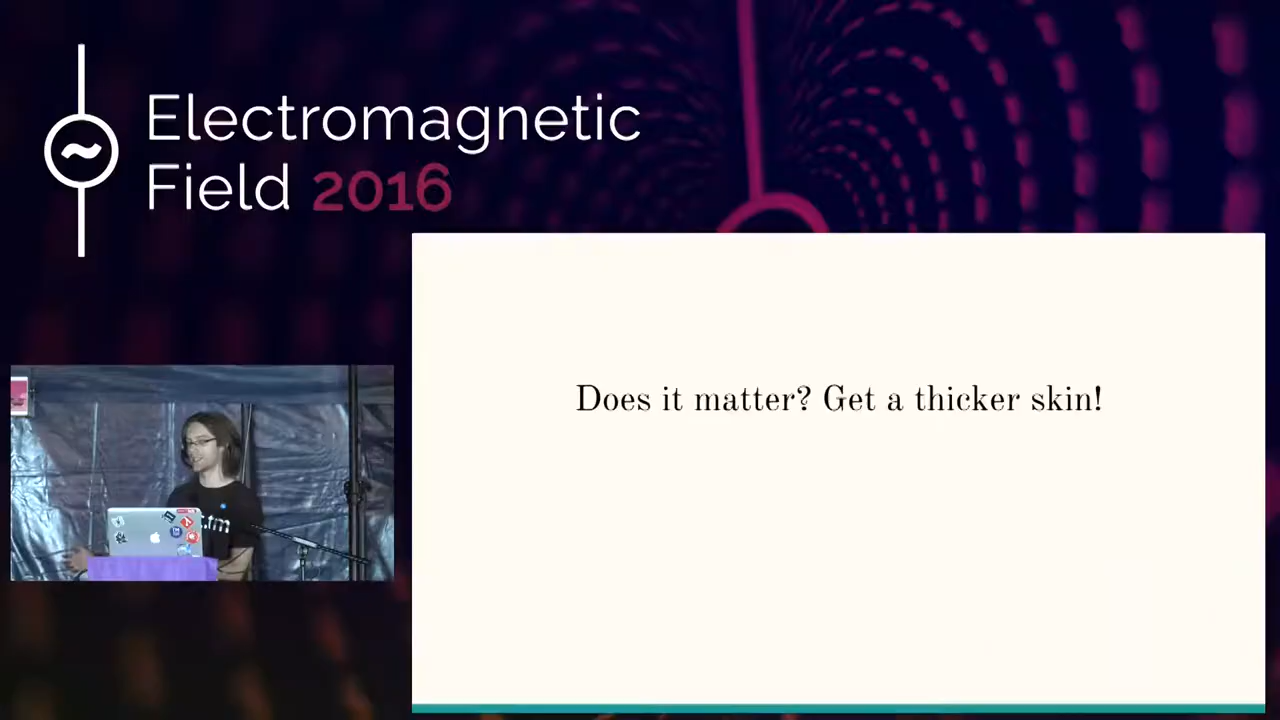 Electromagnetic
Field 2016
Does it matter? Get a thicker skin!